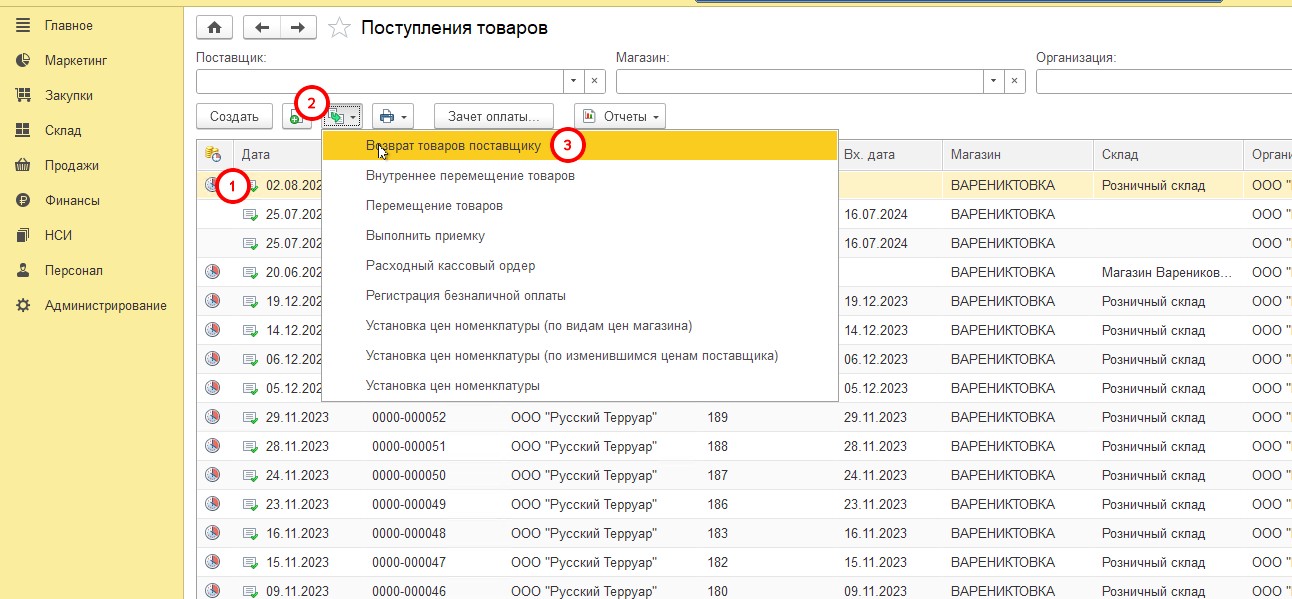 Главное
Маркетинг
Закупки
Склад
Продажи
Финансы
НСИ
Персонал
Администрирование
Поступления товаров
Поставщик:
Магазин:
Организация:
Создать
2
Зачет оплаты...
Отчеты
Возврат товаров поставщику
3
Внутреннее перемещение товаров
Перемещение товаров
Выполнить приемку
Расходный кассовый ордер
Регистрация безналичной оплаты
Установка цен номенклатуры (по видам цен магазина)
Установка цен номенклатуры (по изменившимся ценам поставщика)
Установка цен номенклатуры
Дата Вх. дата Магазин Склад Органи
1 02.08.202 ВАРЕНИКТОВКА Розничный склад ООО "
25.07.202 16.07.2024 ВАРЕНИКТОВКА ООО "
25.07.202 16.07.2024 ВАРЕНИКТОВКА ООО "
20.06.202 ВАРЕНИКТОВКА Магазин Вареников... ООО "
19.12.202 19.12.2023 ВАРЕНИКТОВКА Розничный склад ООО "
14.12.202 14.12.2023 ВАРЕНИКТОВКА Розничный склад ООО "
06.12.202 06.12.2023 ВАРЕНИКТОВКА Розничный склад ООО "
05.12.202 05.12.2023 ВАРЕНИКТОВКА Розничный склад ООО "
29.11.2023 0000-000052 ООО "Русский Терруар" 189 29.11.2023 ВАРЕНИКТОВКА Розничный склад ООО "
28.11.2023 0000-000051 ООО "Русский Терруар" 188 28.11.2023 ВАРЕНИКТОВКА Розничный склад ООО "
24.11.2023 0000-000050 ООО "Русский Терруар" 187 24.11.2023 ВАРЕНИКТОВКА Розничный склад ООО "
23.11.2023 0000-000049 ООО "Русский Терруар" 186 23.11.2023 ВАРЕНИКТОВКА Розничный склад ООО "
16.11.2023 0000-000048 ООО "Русский Терруар" 183 16.11.2023 ВАРЕНИКТОВКА Розничный склад ООО "
15.11.2023 0000-000047 ООО "Русский Терруар" 182 15.11.2023 ВАРЕНИКТОВКА Розничный склад ООО "
09.11.2023 0000-000046 ООО "Русский Терруар" 180 09.11.2023 ВАРЕНИКТОВКА Розничный склад ООО "